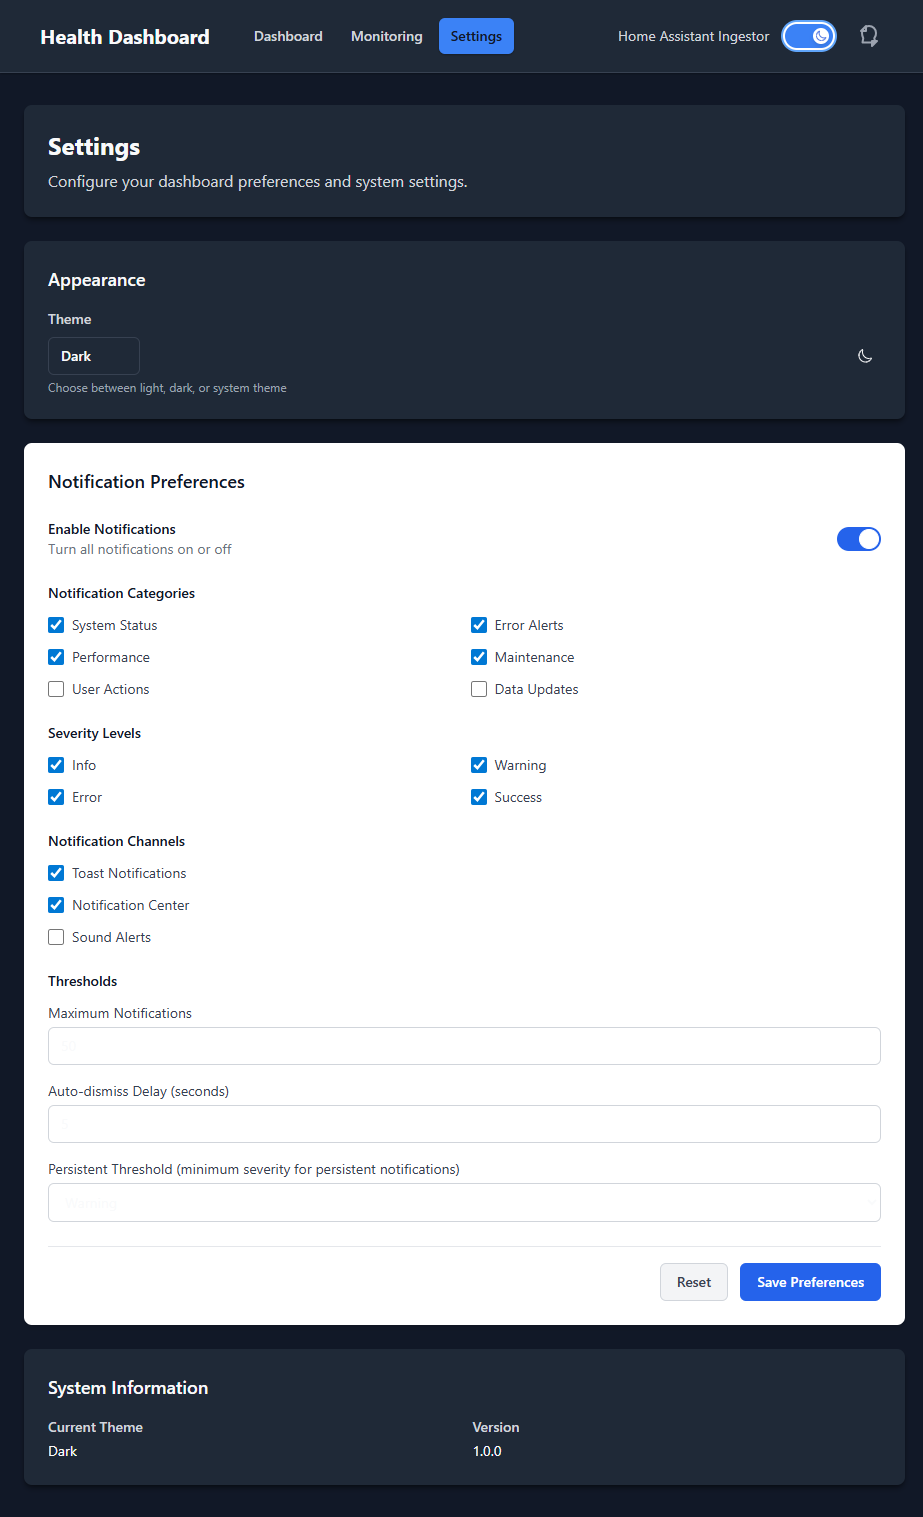 Health Dashboard
Dashboard
Monitoring
Settings
Home Assistant Ingestor
Settings
Configure your dashboard preferences and system settings.
Appearance
Theme
Dark
Choose between light, dark, or system theme
Notification Preferences
Enable Notifications
Turn all notifications on or off
Notification Categories
System Status
Error Alerts
Performance
Maintenance
User Actions
Data Updates
Severity Levels
Info
Warning
Error
Success
Notification Channels
Toast Notifications
Notification Center
Sound Alerts
Thresholds
Maximum Notifications
Auto-dismiss Delay (seconds)
Persistent Threshold (minimum severity for persistent notifications)
Warning
Reset
Save Preferences
System Information
Current Theme
Version
Dark
1.0.0